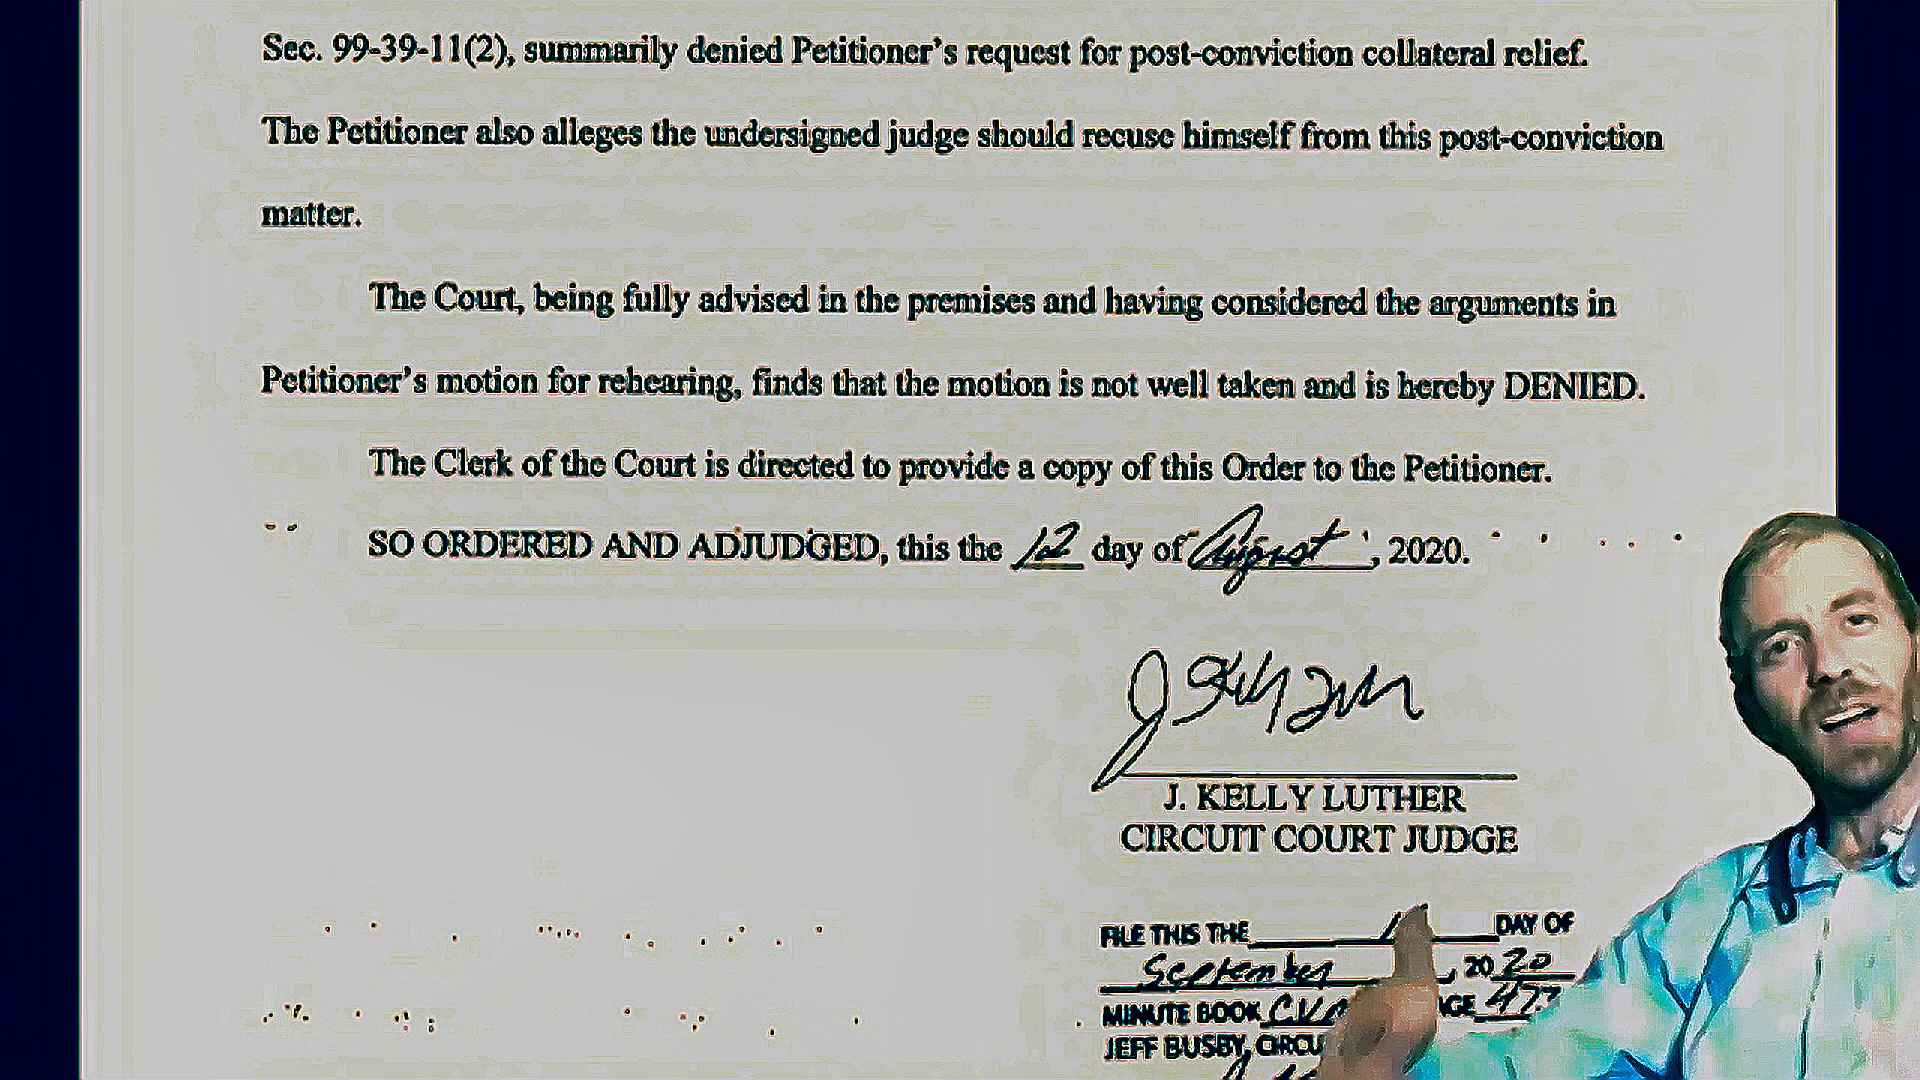 Sec. 99-39-11(2), summarily denied Petitioner's request for post-conviction collateral relief.
The Petitioner also alleges the undersigned judge should recuse himself from this post-conviction
matter.
The Court, being fully advised in the premises and having considered the arguments in
Petitioner's motion for rehearing, finds that the motion is not well taken and is hereby DENIED.
The Clerk of the Court is directed to provide a copy of this Order to the Petitioner.
SO ORDERED AND ADJUDGED, this the 12 day of August, 2020.
J. KELLY LUTHER
CIRCUIT COURT JUDGE
FILE THIS THE DAY OF
September, 2020
MINUTE BOOK 477
JEFF BUSBY,